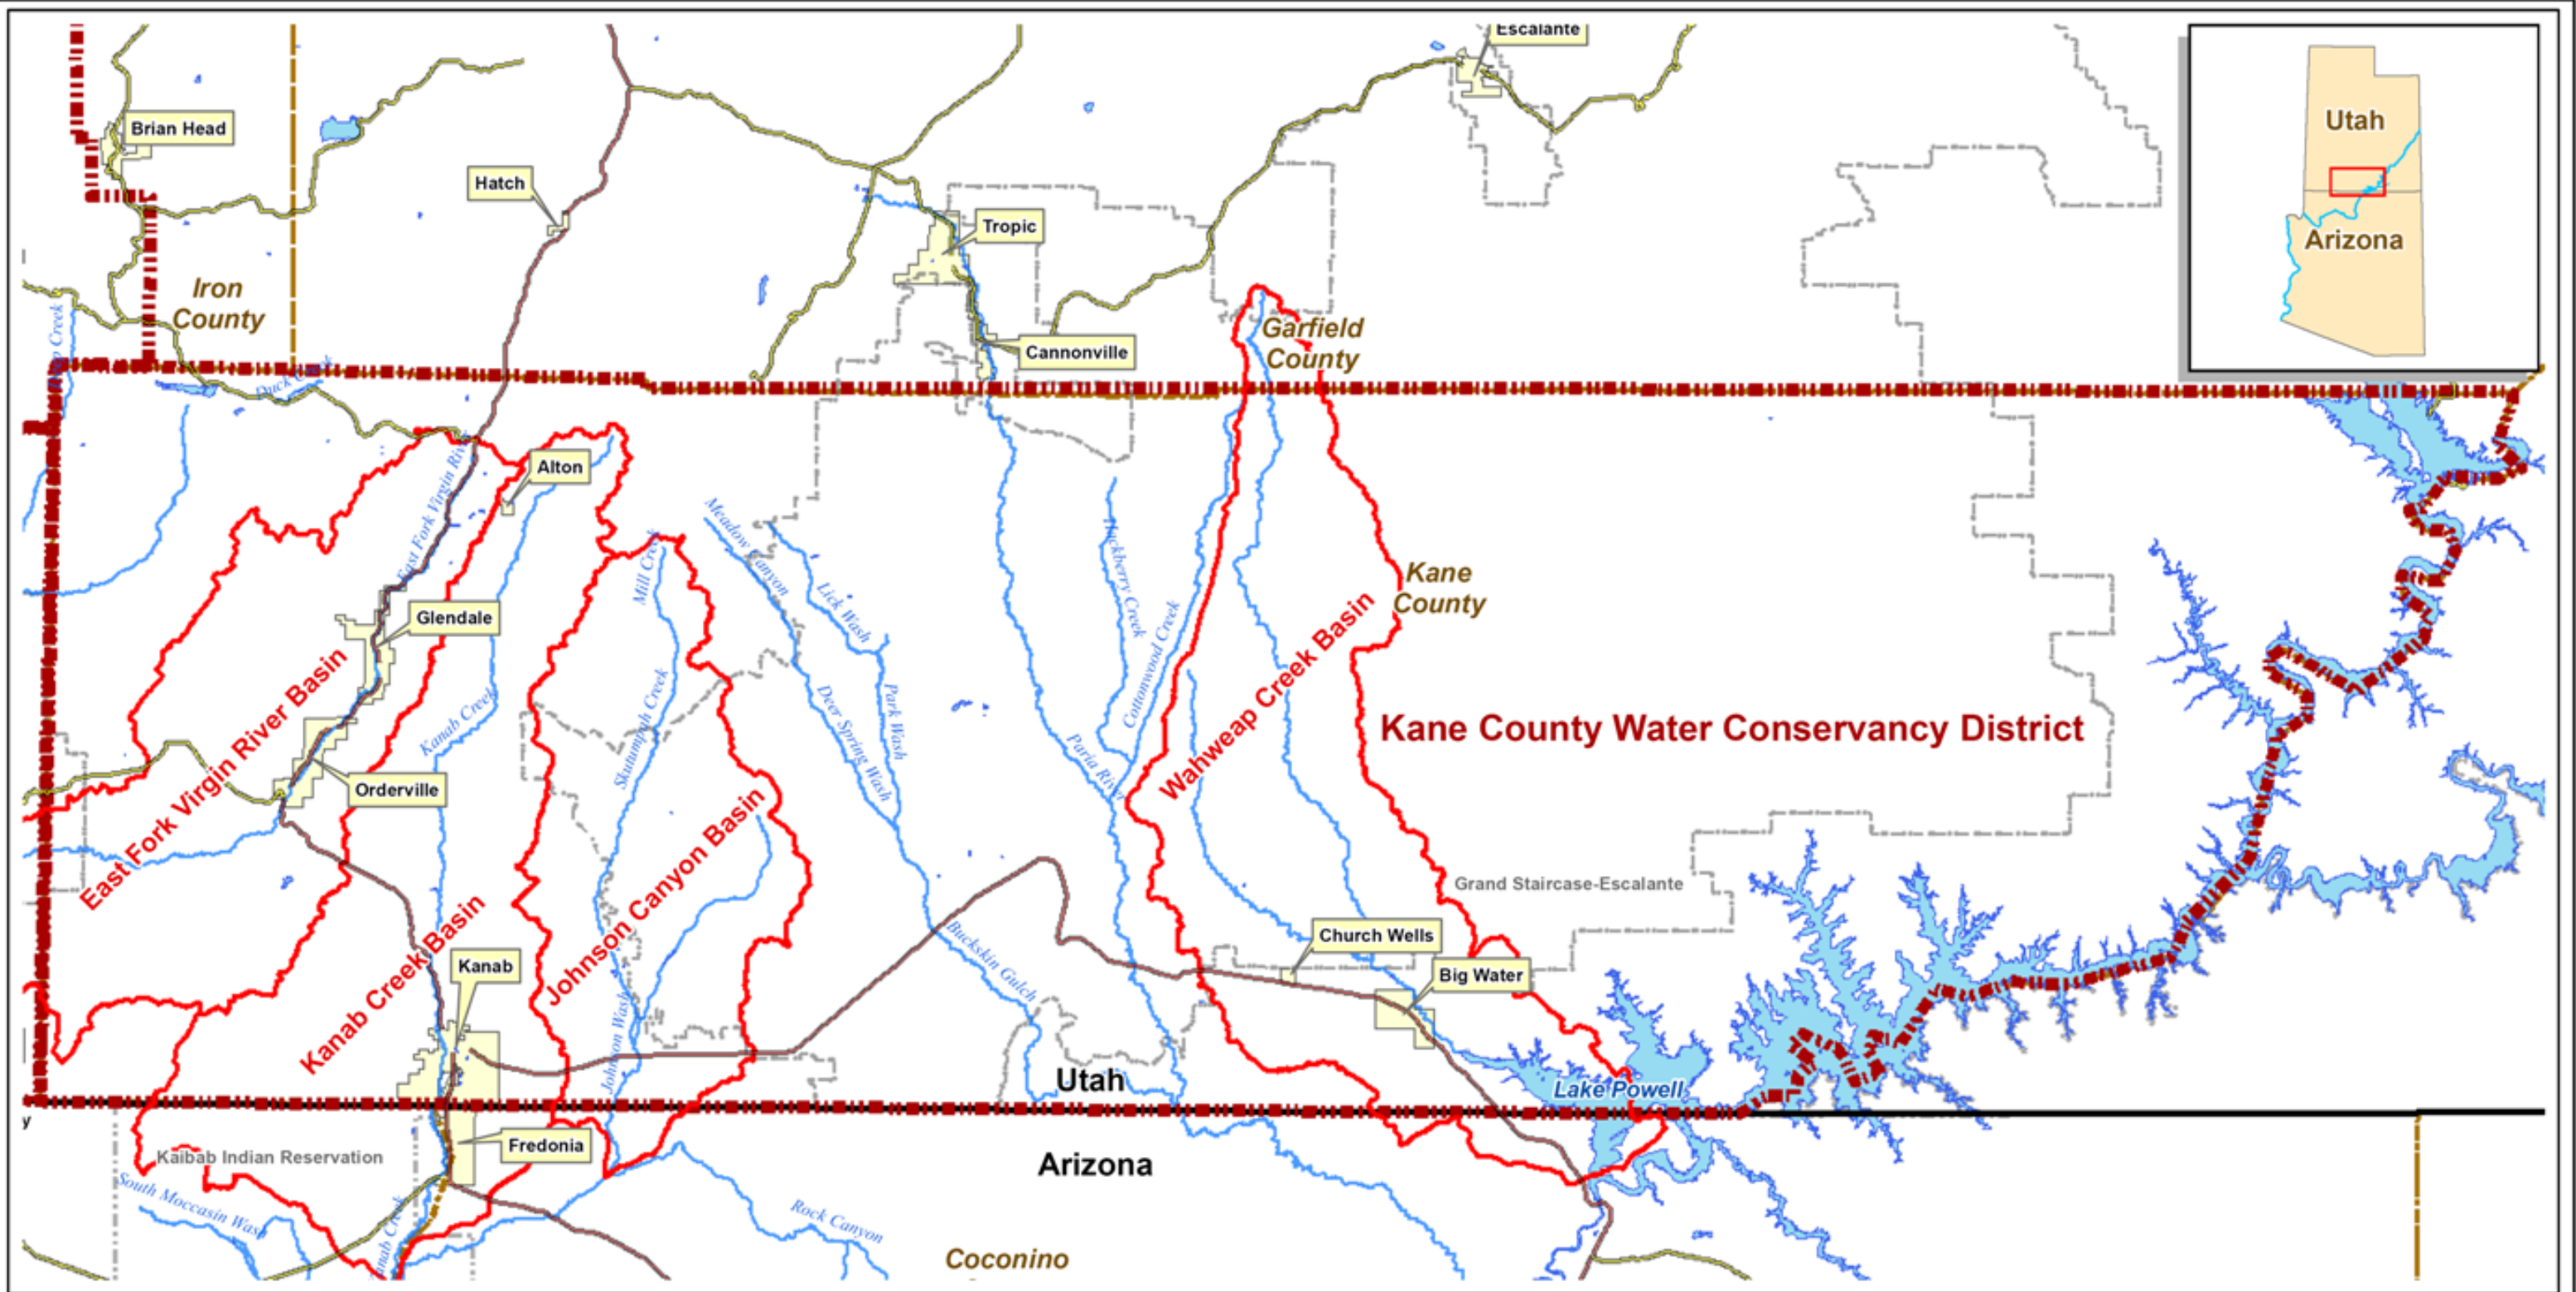 Escalante
Utah
Arizona
Brian Head
Hatch
Tropic
Iron
County
Garfield
County
Cannonville
Duck Creek
Alton
East Fork Virgin River
Meadow Canyon
Mill Creek
Lick Wash
Hackberry Creek
Cottonwood Creek
Kane
County
Glendale
East Fork Virgin River Basin
Kanab Creek
Skutumpah Creek
Deer Spring Wash
Park Wash
Paria River
Wahweap Creek Basin
Kane County Water Conservancy District
Orderville
Johnson Canyon Basin
Grand Staircase-Escalante
Kanab Creek Basin
Kanab
Buckskin Gulch
Church Wells
Big Water
Johnson Wash
Utah
Lake Powell
y
Fredonia
Kaibab Indian Reservation
Arizona
South Moccasin Wash
Rock Canyon
Coconino